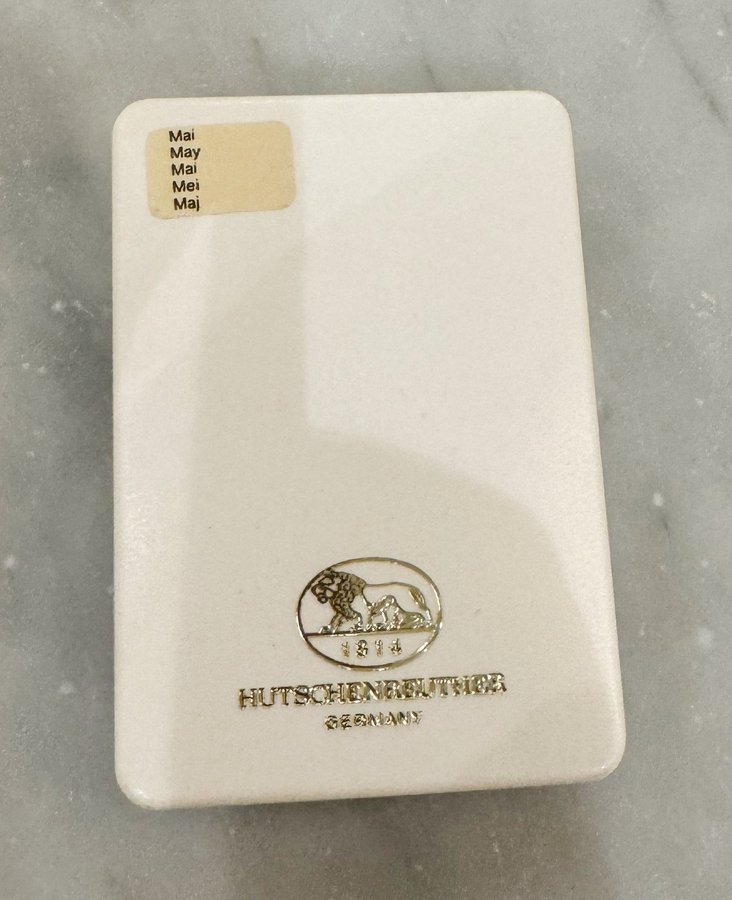 Mai
May
Mai
Mei
Maj
1814
HUTSCHENREUTHER
GERMANY